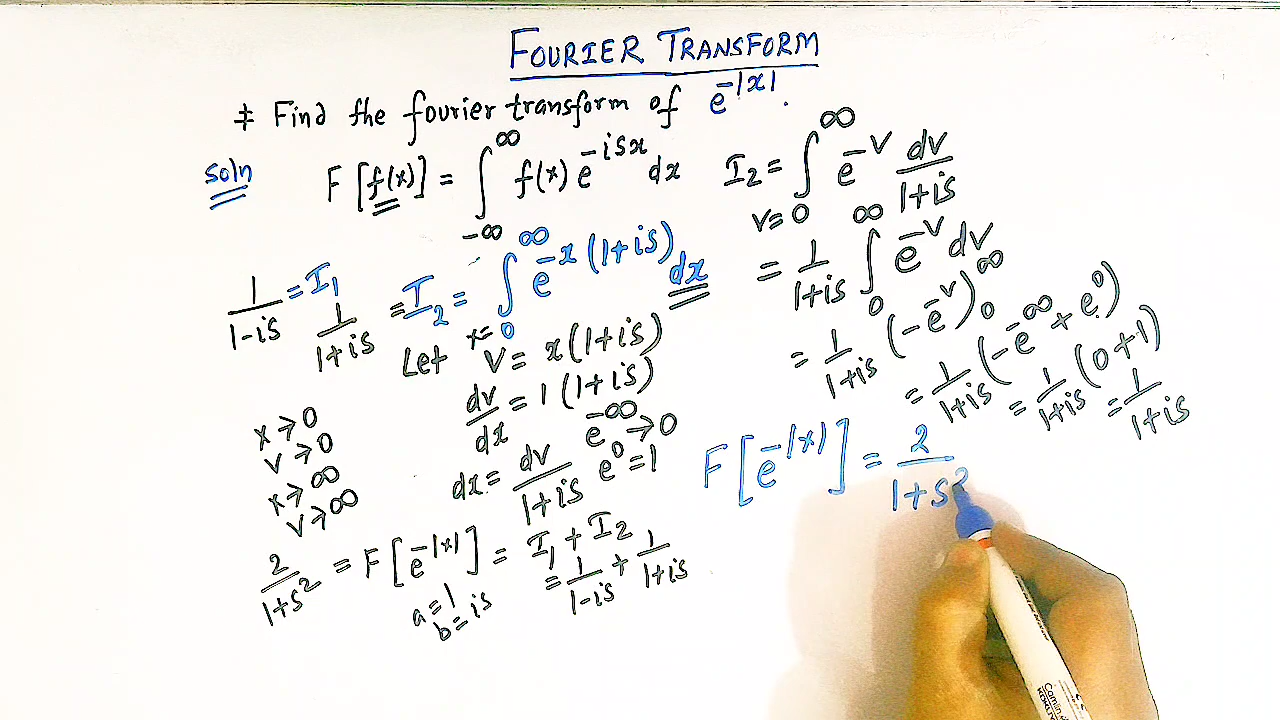 FOURIER TRANSFORM
⧧ Find the fourier transform of e^{-|x|}.
Soln
F[f(x)] = ∫_{-∞}^{∞} f(x) e^{-isx} dx
1/(1-is) = I₁
1/(1+is) = I₂ = ∫_{x=0}^{∞} e^{-x(1+is)} dx
Let V = x(1+is)
dv/dx = 1(1+is)
dx = dv/(1+is)
e^{-∞} → 0
e^0 = 1
x→0
v→0
x→∞
v→∞
2/(1+s²) = F[e^{-|x|}] = I₁ + I₂
= 1/(1-is) + 1/(1+is)
a=1
b=is
I₂ = ∫_{v=0}^{∞} e^{-v} dv/(1+is)
= 1/(1+is) ∫_0^∞ e^{-v} dv
= 1/(1+is) (-e^{-v})_0^∞
= 1/(1+is) (-e^{-∞} + e^0)
= 1/(1+is) (0+1)
= 1/(1+is)
F[e^{-|x|}] = 2/(1+s²)